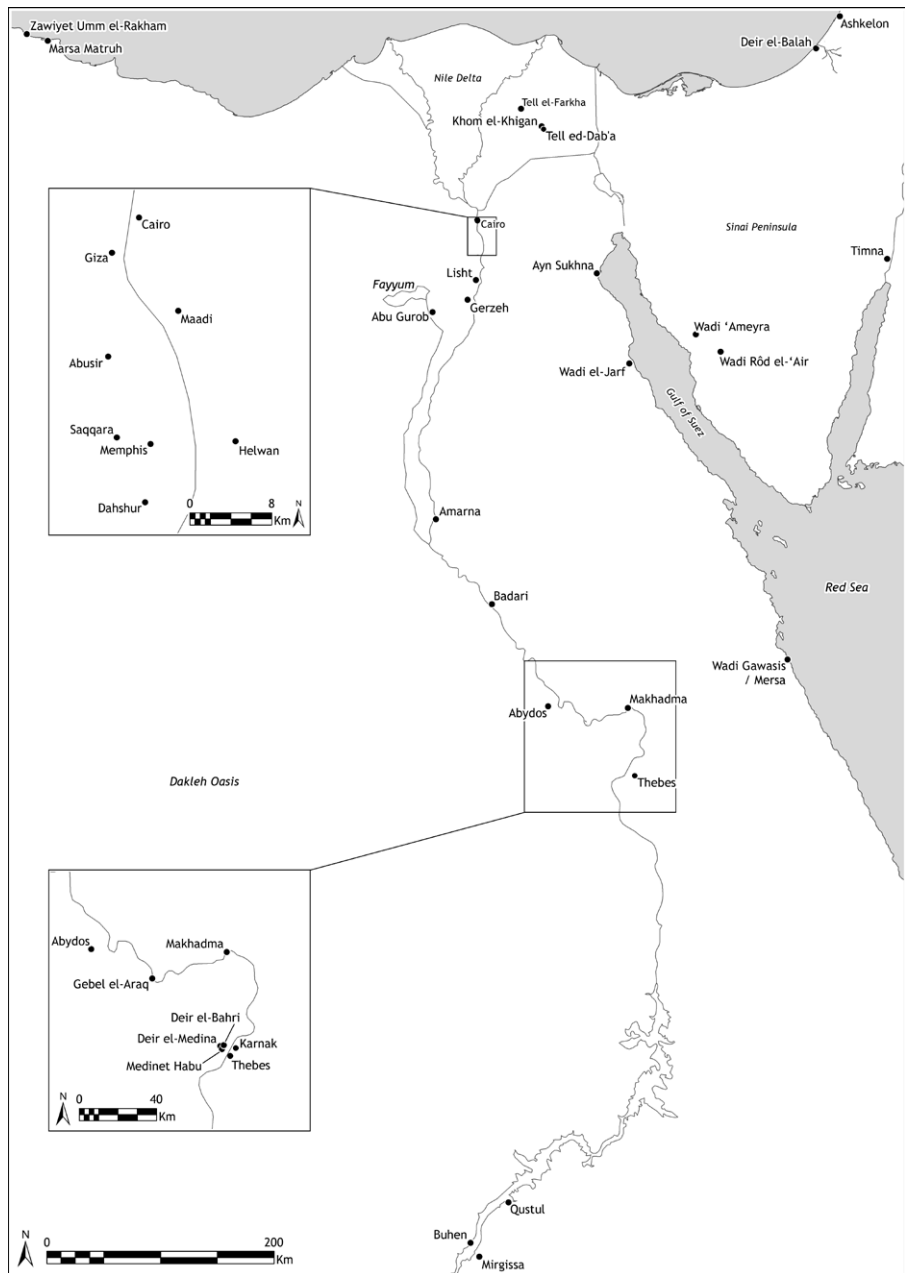 Zawiyet Umm el-Rakham
Marsa Matruh
Ashkelon
Deir el-Balah
Nile Delta
Tell el-Farkha
Khom el-Khigan
Tell ed-Dab'a
Cairo
Sinai Peninsula
Timna
Ayn Sukhna
Lisht
Fayyum
Gerzeh
Abu Gurob
Wadi ‘Ameyra
Wadi Rôd el-‘Air
Wadi el-Jarf
Gulf of Suez
Cairo
Giza
Maadi
Abusir
Saqqara
Memphis
Helwan
Dahshur
0 8
Km
N
Amarna
Badari
Red Sea
Wadi Gawasis
/ Mersa
Abydos
Makhadma
Thebes
Dakleh Oasis
Abydos
Makhadma
Gebel el-Araq
Deir el-Bahri
Deir el-Medina
Karnak
Medinet Habu
Thebes
N
0 40
Km
Qustul
Buhen
Mirgissa
N
0 200
Km